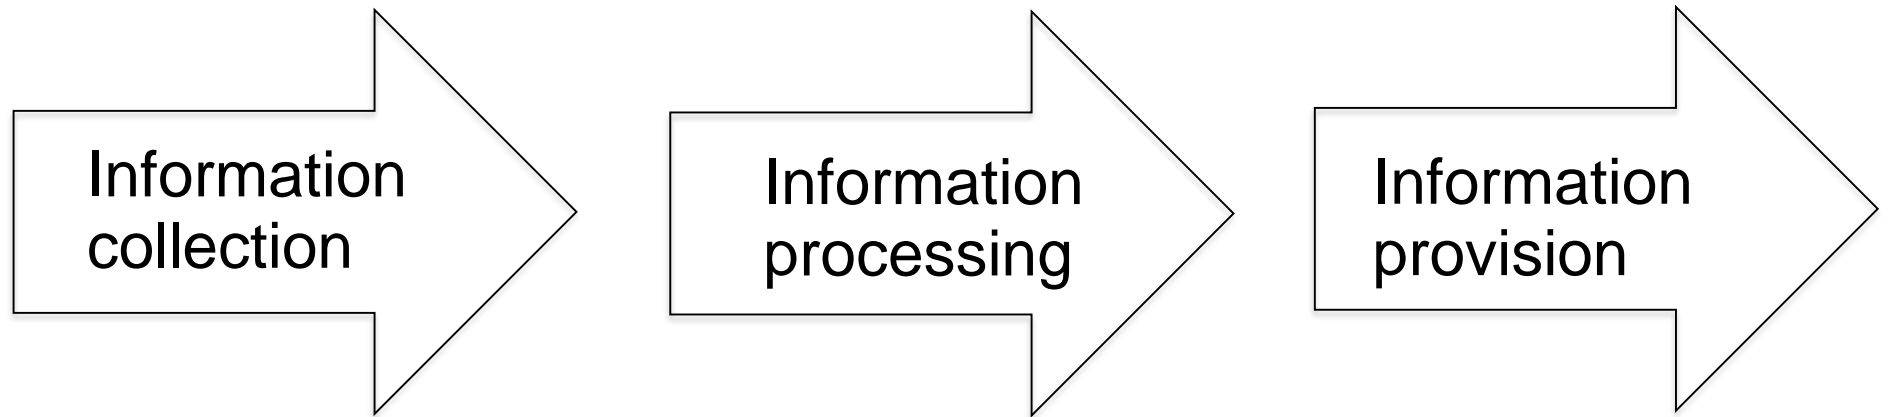 Information
collection
Information
processing
Information
provision